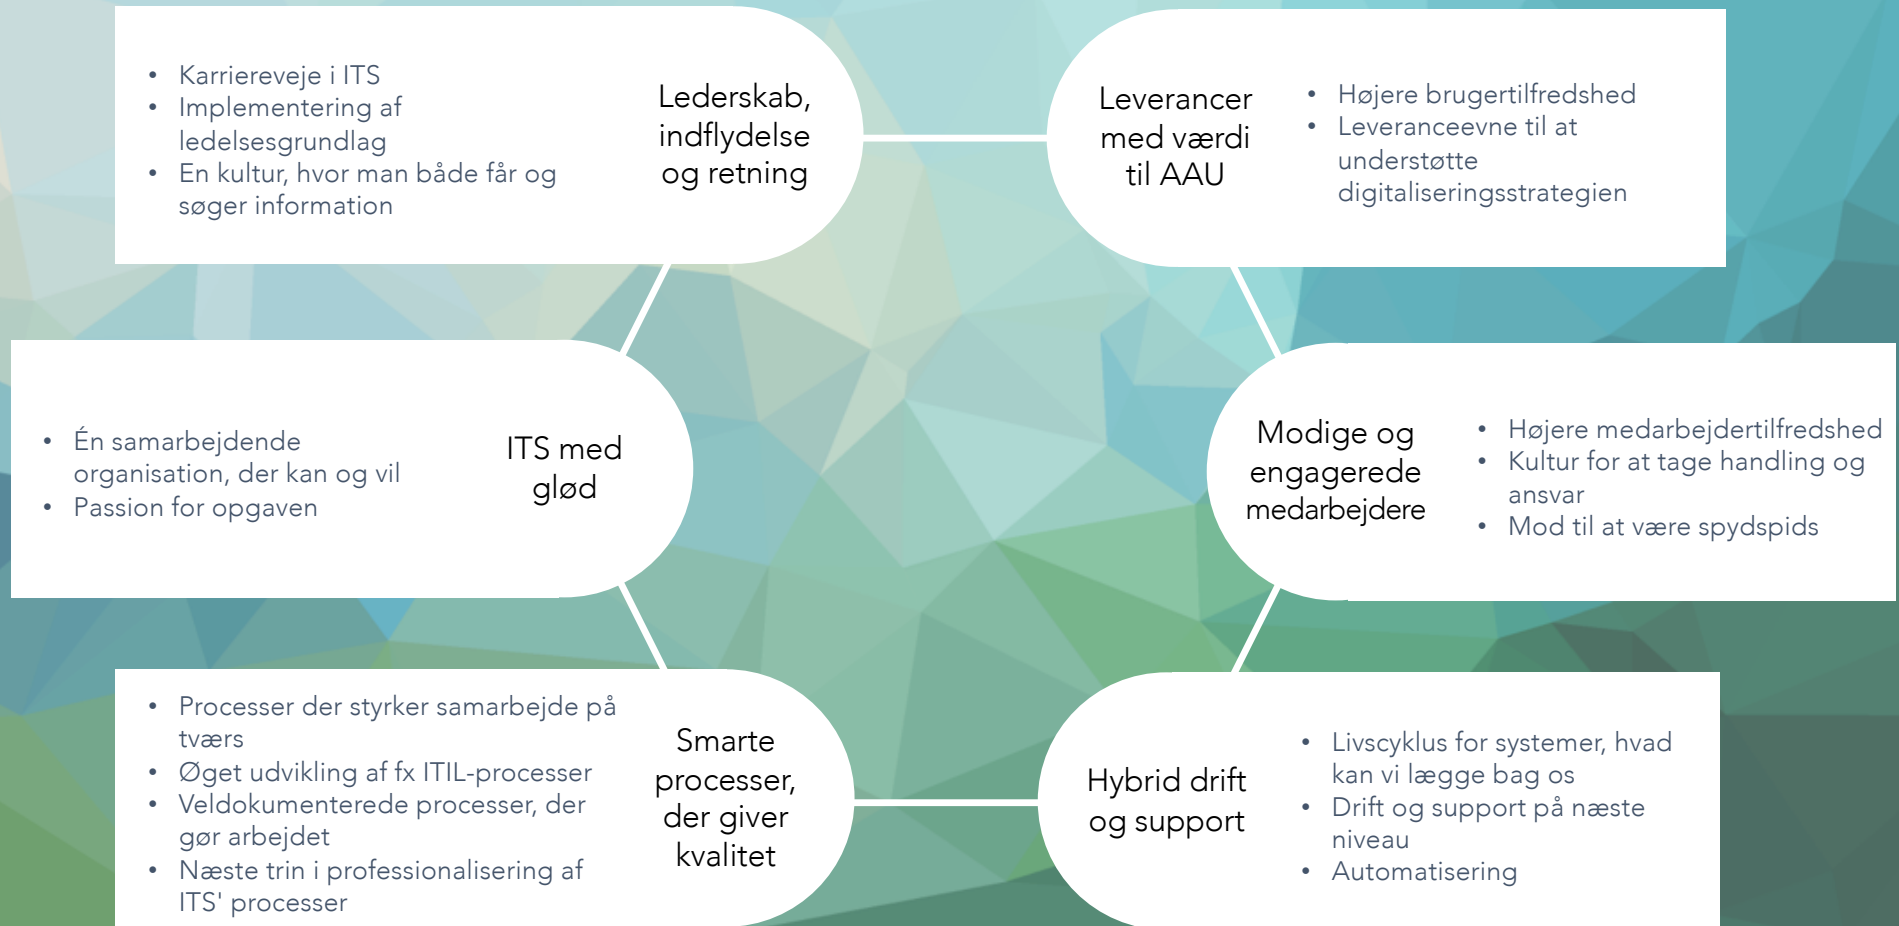 • Karriereveje i ITS
• Implementering af
ledelsesgrundlag
• En kultur, hvor man både får og
søger information
Lederskab,
indflydelse
og retning
Leverancer
med værdi
til AAU
• Højere brugertilfredshed
• Leveranceevne til at
understøtte
digitaliseringsstrategien
• Én samarbejdende
organisation, der kan og vil
• Passion for opgaven
ITS med
glød
Modige og
engagerede
medarbejdere
• Højere medarbejdertilfredshed
• Kultur for at tage handling og
ansvar
• Mod til at være spydspids
• Processer der styrker samarbejde på
tværs
• Øget udvikling af fx ITIL-processer
• Veldokumenterede processer, der
gør arbejdet
• Næste trin i professionalisering af
ITS' processer
Smarte
processer,
der giver
kvalitet
Hybrid drift
og support
• Livscyklus for systemer, hvad
kan vi lægge bag os
• Drift og support på næste
niveau
• Automatisering